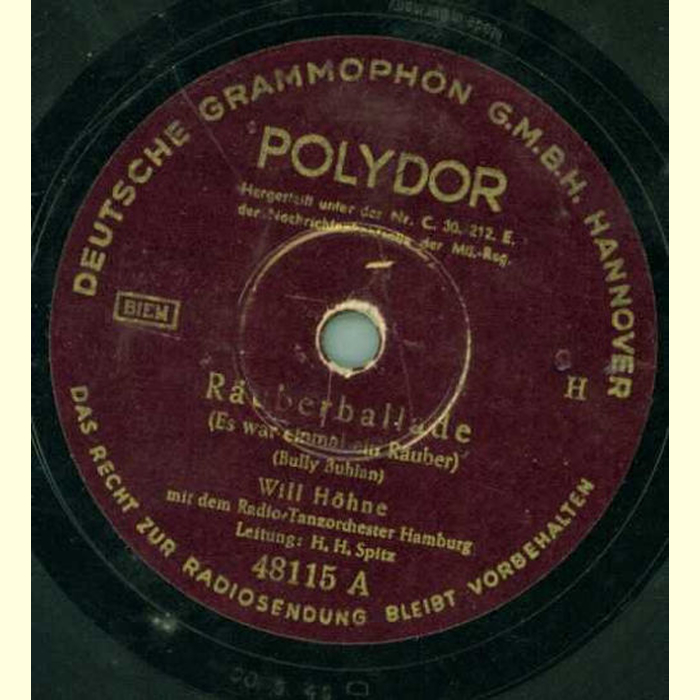 DEUTSCHE GRAMMOPHON G.M.B.H. HANNOVER
POLYDOR
Hergestellt unter der Nr. C. 30. 212. E.
der Mil.-Reg.
BIEM
H
Räuberballade
(Es war einmal ein Räuber)
(Bully Buhlan)
Will Höhne
mit dem Radio-Tanzorchester Hamburg
Leitung: H. H. Spitz
48115 A
DAS RECHT ZUR RADIOSENDUNG BLEIBT VORBEHALTEN